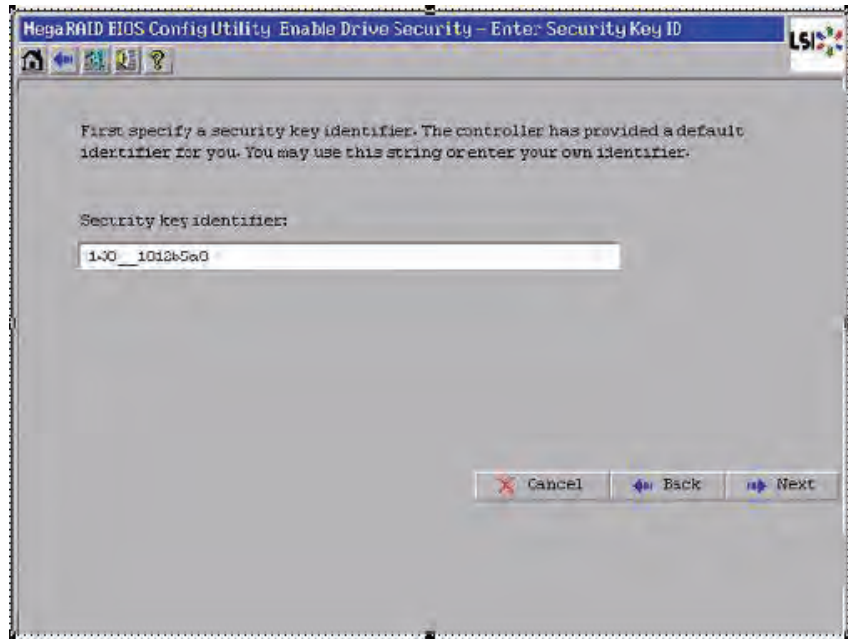 MegaRAID BIOS Config Utility Enable Drive Security – Enter Security Key ID
LSI
First specify a security key identifier. The controller has provided a default
identifier for you. You may use this string or enter your own identifier.
Security key identifier:
Cancel
Back
Next